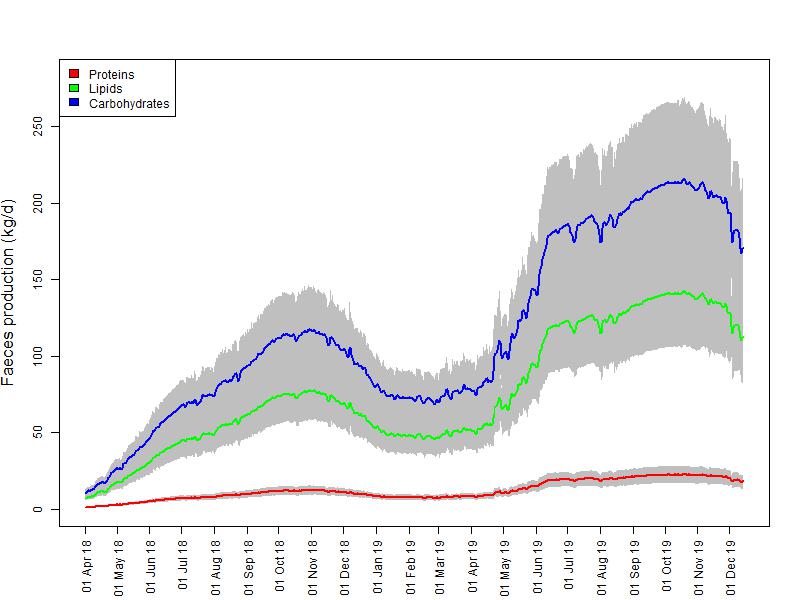 Proteins
Lipids
Carbohydrates
Faeces production (kg/d)
250
200
150
100
50
0
01 Apr 18
01 May 18
01 Jun 18
01 Jul 18
01 Aug 18
01 Sep 18
01 Oct 18
01 Nov 18
01 Dec 18
01 Jan 19
01 Feb 19
01 Mar 19
01 Apr 19
01 May 19
01 Jun 19
01 Jul 19
01 Aug 19
01 Sep 19
01 Oct 19
01 Nov 19
01 Dec 19